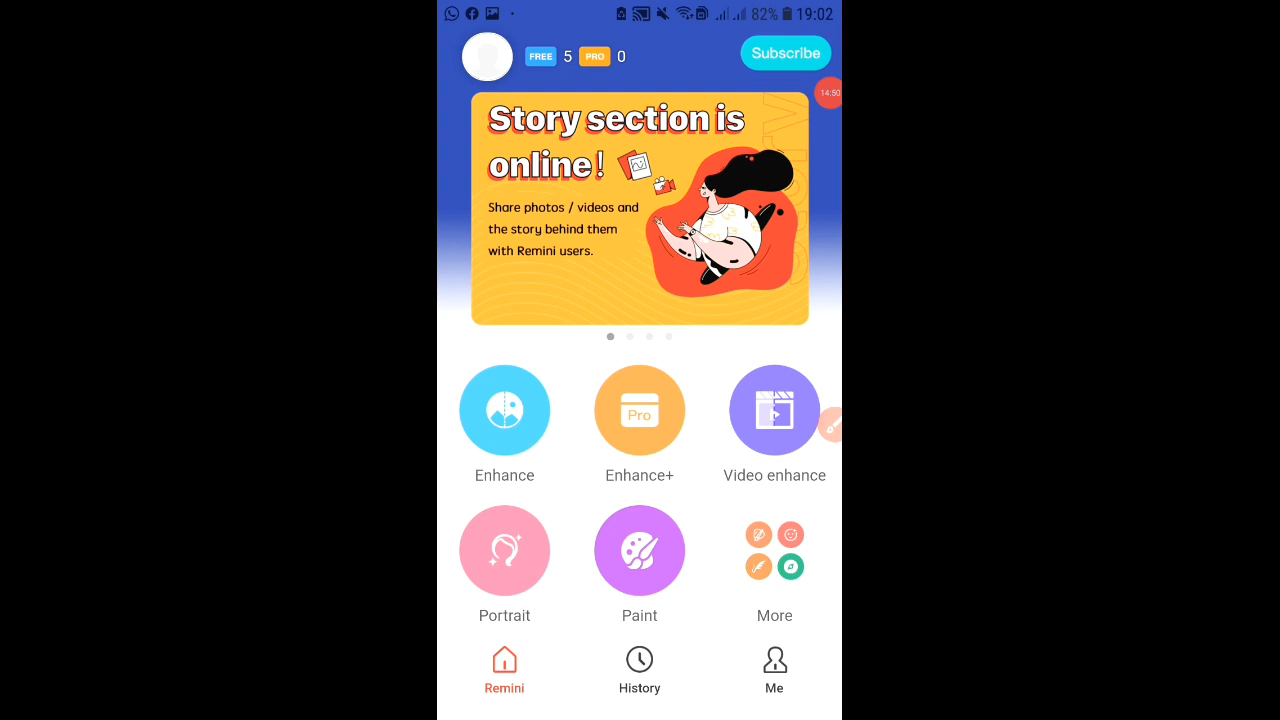 82% 19:02
FREE 5 PRO 0
Subscribe
14:50
Story section is
online!
Share photos / videos and
the story behind them
with Remini users.
Pro
Enhance Enhance+ Video enhance
Portrait Paint More
Remini History Me